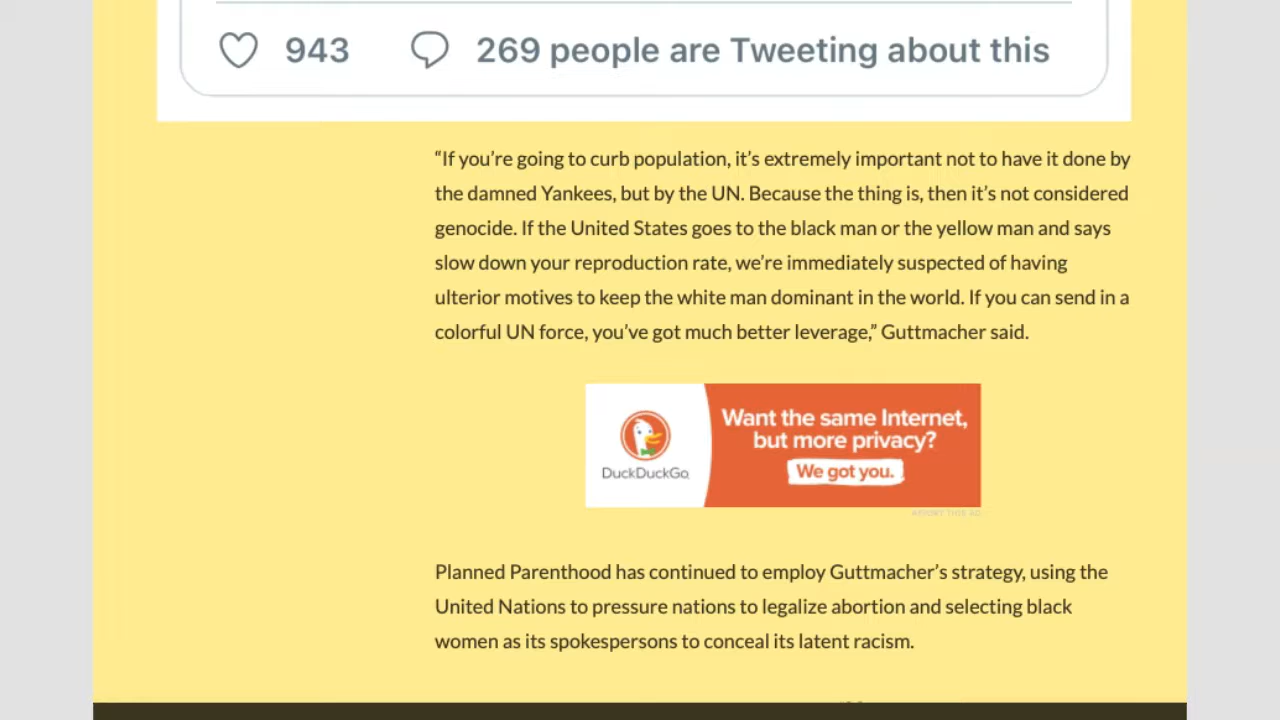 943 269 people are Tweeting about this
“If you’re going to curb population, it’s extremely important not to have it done by
the damned Yankees, but by the UN. Because the thing is, then it’s not considered
genocide. If the United States goes to the black man or the yellow man and says
slow down your reproduction rate, we’re immediately suspected of having
ulterior motives to keep the white man dominant in the world. If you can send in a
colorful UN force, you’ve got much better leverage,” Guttmacher said.
Want the same Internet,
but more privacy?
DuckDuckGo
We got you.
REPORT THIS AD
Planned Parenthood has continued to employ Guttmacher’s strategy, using the
United Nations to pressure nations to legalize abortion and selecting black
women as its spokespersons to conceal its latent racism.